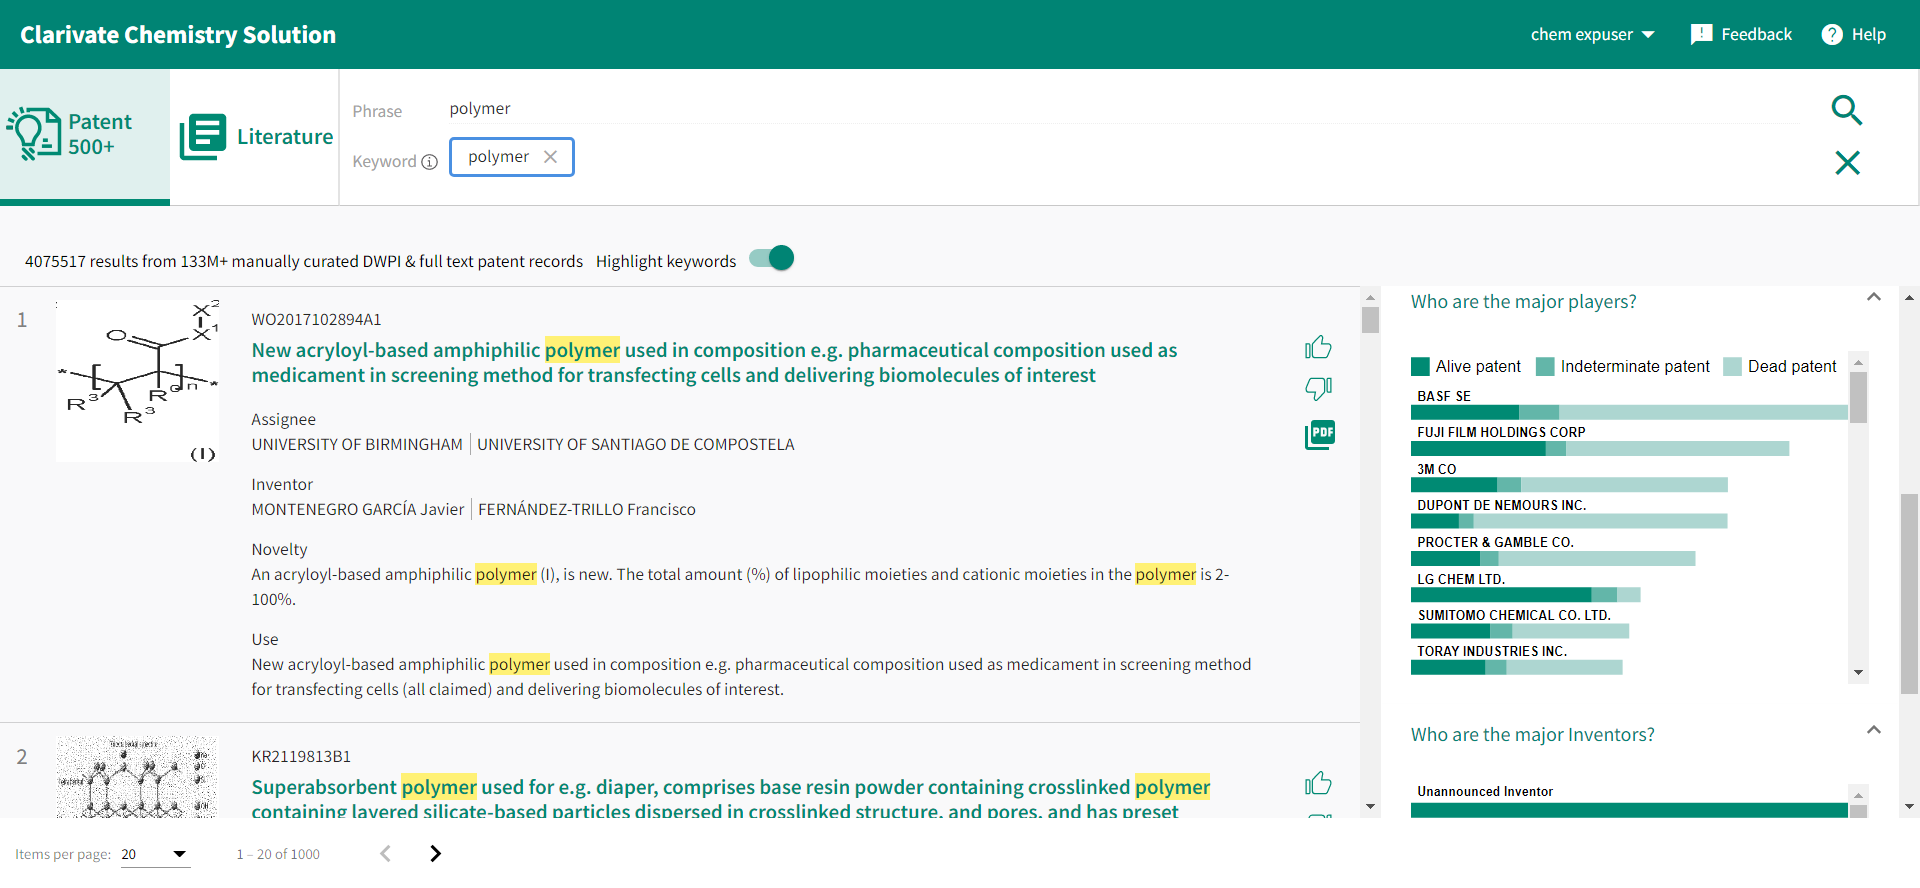 Clarivate Chemistry Solution
chem expuser
Feedback
Help
Patent
500+
Literature
Phrase
polymer
Keyword
polymer
4075517 results from 133M+ manually curated DWPI & full text patent records
Highlight keywords
1
X2
X1
O
*
[
]n
*
R3
R3
R
(I)
WO2017102894A1
New acryloyl-based amphiphilic polymer used in composition e.g. pharmaceutical composition used as
medicament in screening method for transfecting cells and delivering biomolecules of interest
Assignee
UNIVERSITY OF BIRMINGHAM | UNIVERSITY OF SANTIAGO DE COMPOSTELA
Inventor
MONTENEGRO GARCÍA Javier | FERNÁNDEZ-TRILLO Francisco
Novelty
An acryloyl-based amphiphilic polymer (I), is new. The total amount (%) of lipophilic moieties and cationic moieties in the polymer is 2-
100%.
Use
New acryloyl-based amphiphilic polymer used in composition e.g. pharmaceutical composition used as medicament in screening method
for transfecting cells (all claimed) and delivering biomolecules of interest.
PDF
2
KR2119813B1
Superabsorbent polymer used for e.g. diaper, comprises base resin powder containing crosslinked polymer
containing layered silicate-based particles dispersed in crosslinked structure, and pores, and has preset
Who are the major players?
Alive patent
Indeterminate patent
Dead patent
BASF SE
FUJI FILM HOLDINGS CORP
3M CO
DUPONT DE NEMOURS INC.
PROCTER & GAMBLE CO.
LG CHEM LTD.
SUMITOMO CHEMICAL CO. LTD.
TORAY INDUSTRIES INC.
Who are the major Inventors?
Unannounced Inventor
Items per page: 20
1 – 20 of 1000